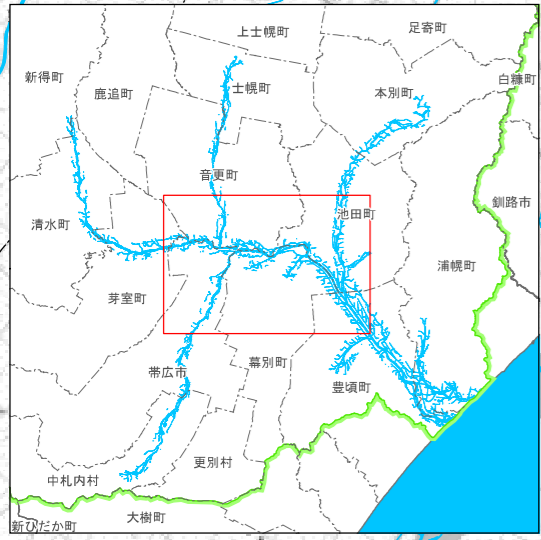 上士幌町
足寄町
新得町
鹿追町
士幌町
本別町
白糠町
音更町
池田町
釧路市
清水町
浦幌町
芽室町
幕別町
帯広市
豊頃町
更別村
中札内村
大樹町
新ひだか町